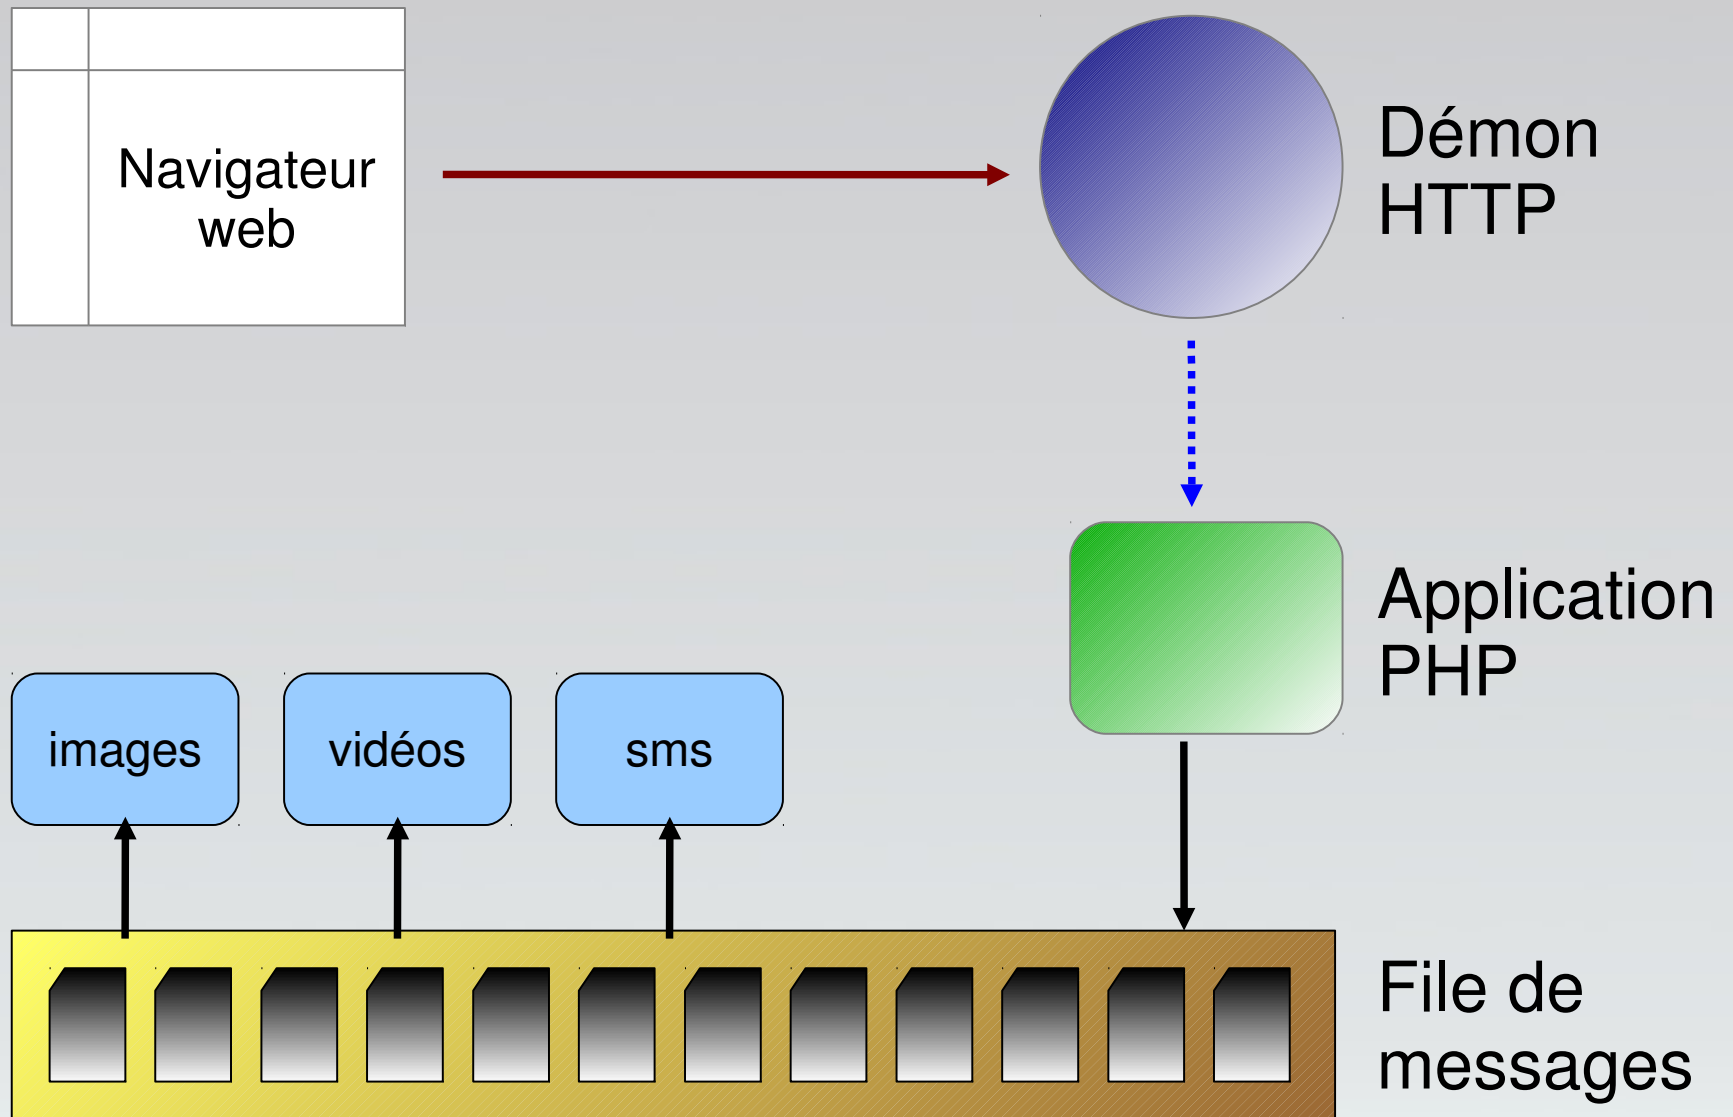 Navigateur
web
Démon
HTTP
Application
PHP
images
vidéos
sms
File de
messages